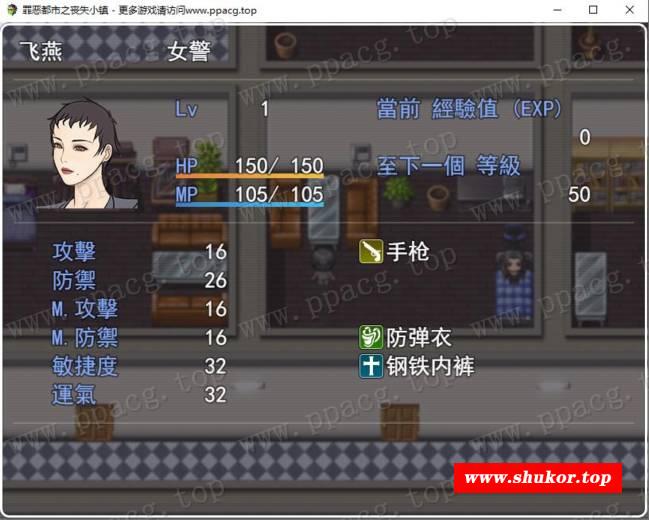 罪恶都市之丧失小镇 - 更多游戏请访问www.ppacg.top
飞燕 女警
Lv 1 當前 經驗值 (EXP)
0
HP 150/ 150 至下一個 等級
MP 105/ 105 50
攻擊 16 手枪
防禦 26
M.攻擊 16
M.防禦 16 防弹衣
敏捷度 32 钢铁内裤
運氣 32
www.ppacg.top
www.shukor.top